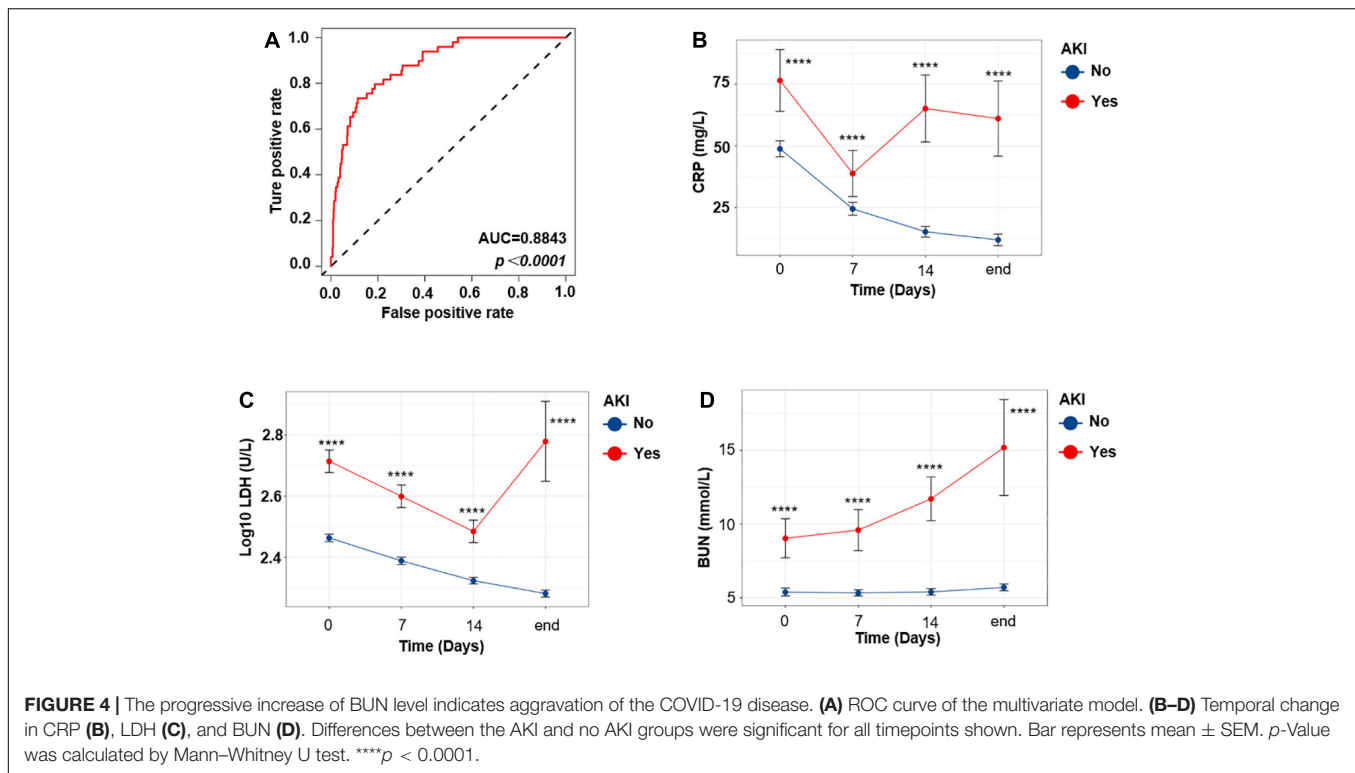 A
1.0
0.8
0.6
0.4
0.2
0.0
Ture positive rate
AUC=0.8843
p<0.0001
0.0 0.2 0.4 0.6 0.8 1.0
False positive rate
B
75
50
25
CRP (mg/L)
**** **** **** ****
0 7 14 end
Time (Days)
AKI
No
Yes
C
2.8
2.6
2.4
Log10 LDH (U/L)
**** **** **** ****
0 7 14 end
Time (Days)
AKI
No
Yes
D
15
10
5
BUN (mmol/L)
**** **** **** ****
0 7 14 end
Time (Days)
AKI
No
Yes
FIGURE 4 | The progressive increase of BUN level indicates aggravation of the COVID-19 disease. (A) ROC curve of the multivariate model. (B–D) Temporal change
in CRP (B), LDH (C), and BUN (D). Differences between the AKI and no AKI groups were significant for all timepoints shown. Bar represents mean ± SEM. p-Value
was calculated by Mann–Whitney U test. ****p < 0.0001.